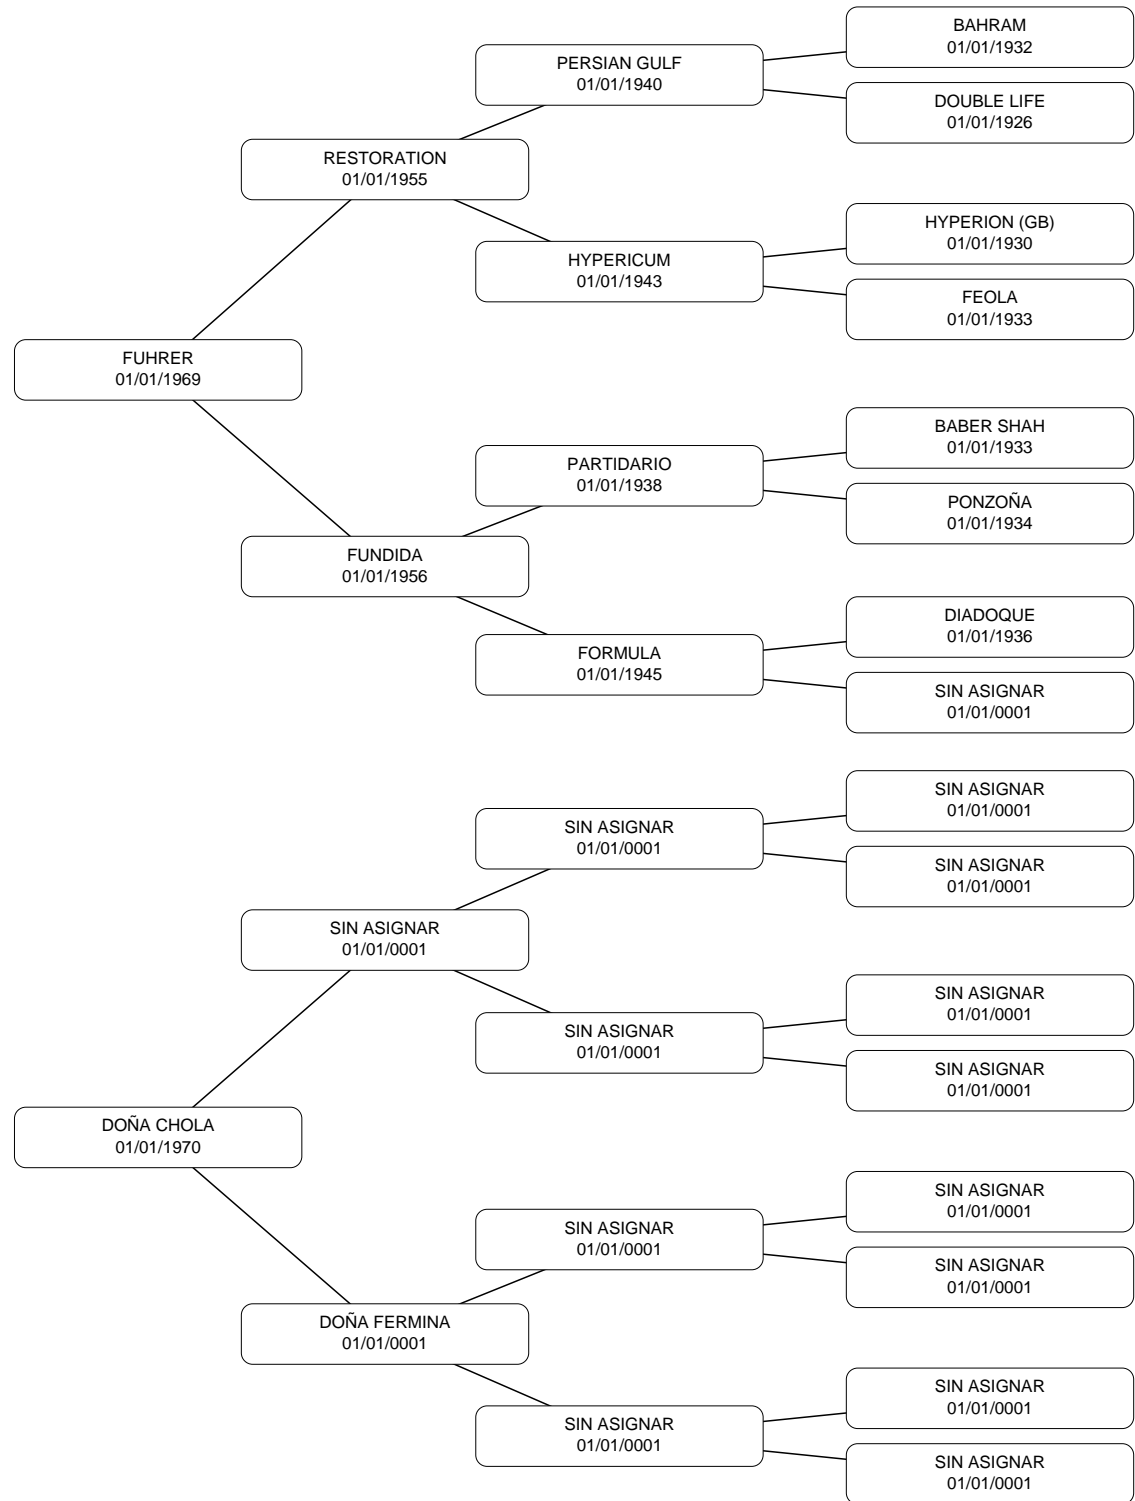 BAHRAM
01/01/1932
PERSIAN GULF
01/01/1940
DOUBLE LIFE
01/01/1926
RESTORATION
01/01/1955
HYPERION (GB)
01/01/1930
HYPERICUM
01/01/1943
FEOLA
01/01/1933
FUHRER
01/01/1969
BABER SHAH
01/01/1933
PARTIDARIO
01/01/1938
PONZOÑA
01/01/1934
FUNDIDA
01/01/1956
DIADOQUE
01/01/1936
FORMULA
01/01/1945
SIN ASIGNAR
01/01/0001
SIN ASIGNAR
01/01/0001
SIN ASIGNAR
01/01/0001
SIN ASIGNAR
01/01/0001
SIN ASIGNAR
01/01/0001
SIN ASIGNAR
01/01/0001
SIN ASIGNAR
01/01/0001
SIN ASIGNAR
01/01/0001
DOÑA CHOLA
01/01/1970
SIN ASIGNAR
01/01/0001
SIN ASIGNAR
01/01/0001
SIN ASIGNAR
01/01/0001
DOÑA FERMINA
01/01/0001
SIN ASIGNAR
01/01/0001
SIN ASIGNAR
01/01/0001
SIN ASIGNAR
01/01/0001